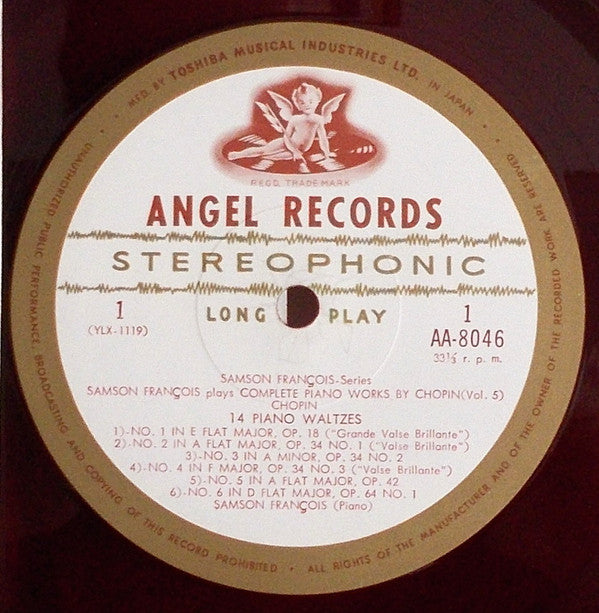 MFD. BY TOSHIBA MUSICAL INDUSTRIES LTD. IN JAPAN
REGD. TRADE MARK
ANGEL RECORDS
STEREOPHONIC
LONG PLAY
1
(YLX-1119)
1
AA-8046
33⅓ r. p. m.
SAMSON FRANÇOIS-Series
SAMSON FRANÇOIS plays COMPLETE PIANO WORKS BY CHOPIN(Vol. 5)
CHOPIN
14 PIANO WALTZES
1)-NO. 1 IN E FLAT MAJOR, OP. 18 ("Grande Valse Brillante")
2)-NO. 2 IN A FLAT MAJOR, OP. 34 NO. 1 ("Valse Brillante")
3)-NO. 3 IN A MINOR, OP. 34 NO. 2
4)-NO. 4 IN F MAJOR, OP. 34 NO. 3 ("Valse Brillante")
5)-NO. 5 IN A FLAT MAJOR, OP. 42
6)-NO. 6 IN D FLAT MAJOR, OP. 64 NO. 1
SAMSON FRANÇOIS (Piano)
UNAUTHORIZED PUBLIC PERFORMANCE, BROADCASTING AND COPYING OF THIS RECORD PROHIBITED • ALL RIGHTS OF THE MANUFACTURER AND OF THE OWNER OF THE RECORDED WORK ARE RESERVED.